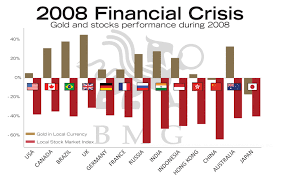 2008 Financial Crisis
Gold and stocks performance during 2008
40%
20%
0%
-20%
-40%
-60%
BMG
Gold in Local Currency
Local Stock Market Index
USA
CANADA
BRAZIL
UK
GERMANY
FRANCE
RUSSIA
INDIA
INDONESIA
HONG KONG
CHINA
AUSTRALIA
JAPAN